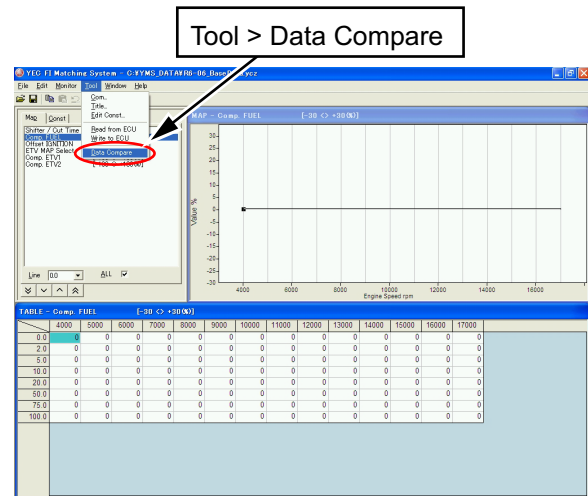 Tool > Data Compare
YEC FI Matching System - C:¥YMS_DATA¥R6-06_Base
File Edit Monitor Tool Window Help
Com..
Title..
Edit Const..
Read from ECU
Write to ECU
Data Compare
Map Const
Shifter / Cut Time
Comp. FUEL
Offset IGNITION
ETV MAP Select
Comp. ETV1
Comp. ETV2
Line 0.0 ALL
MAP - Comp. FUEL [-30 <> +30(%)]
Value %
30
25
20
15
10
5
0
-5
-10
-15
-20
-25
-30
4000 6000 8000 10000 12000 14000 16000
Engine Speed rpm
TABLE - Comp. FUEL [-30 <> +30(%)]
4000 5000 6000 7000 8000 9000 10000 11000 12000 13000 14000 15000 16000 17000
0.0 0 0 0 0 0 0 0 0 0 0 0 0 0 0
2.0 0 0 0 0 0 0 0 0 0 0 0 0 0 0
5.0 0 0 0 0 0 0 0 0 0 0 0 0 0 0
10.0 0 0 0 0 0 0 0 0 0 0 0 0 0 0
20.0 0 0 0 0 0 0 0 0 0 0 0 0 0 0
50.0 0 0 0 0 0 0 0 0 0 0 0 0 0 0
75.0 0 0 0 0 0 0 0 0 0 0 0 0 0 0
100.0 0 0 0 0 0 0 0 0 0 0 0 0 0 0